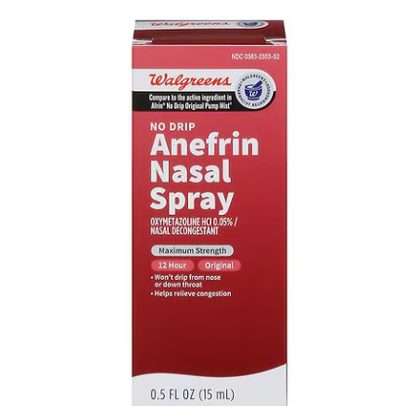 NDC 0363-2303-52
Walgreens
Compare to the active ingredient in
Afrin® No Drip Original Pump Mist*
NO DRIP
Anefrin
Nasal
Spray
OXYMETAZOLINE HCl 0.05% /
NASAL DECONGESTANT
Maximum Strength
12 Hour Original
• Won't drip from nose
or down throat
• Helps relieve congestion
0.5 FL OZ (15 mL)